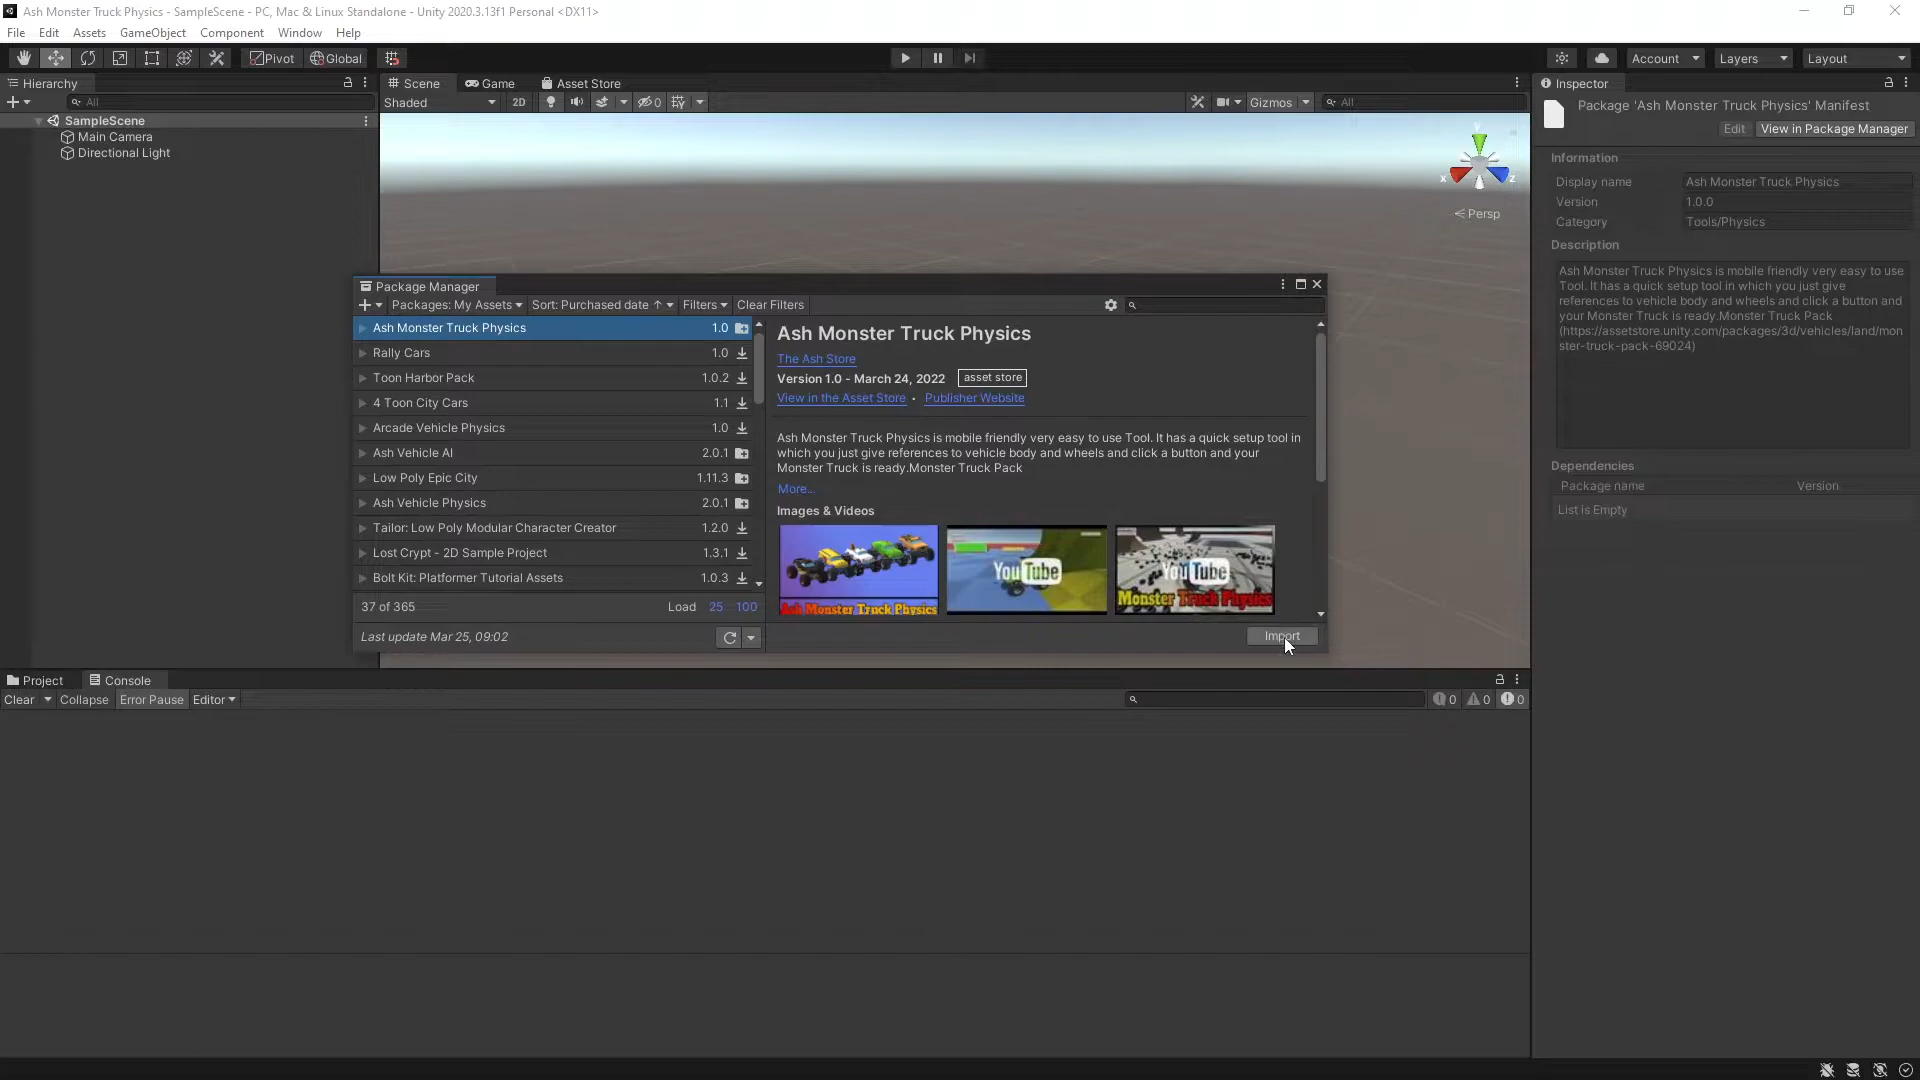 Ash Monster Truck Physics - SampleScene - PC, Mac & Linux Standalone - Unity 2020.3.13f1 Personal <DX11>
File Edit Assets GameObject Component Window Help
Pivot Global Account Layers Layout
Hierarchy
All
SampleScene
Main Camera
Directional Light
Scene Game Asset Store
Shaded 2D 0 Gizmos All
y
x z
Persp
Inspector
Package 'Ash Monster Truck Physics' Manifest
Edit View in Package Manager
Information
Display name Ash Monster Truck Physics
Version 1.0.0
Category Tools/Physics
Description
Ash Monster Truck Physics is mobile friendly very easy to use
Tool. It has a quick setup tool in which you just give
references to vehicle body and wheels and click a button and
your Monster Truck is ready.Monster Truck Pack
(https://assetstore.unity.com/packages/3d/vehicles/land/mon
ster-truck-pack-69024)
Dependencies
Package name Version
List is Empty
Package Manager
Packages: My Assets Sort: Purchased date ↑ Filters Clear Filters
Ash Monster Truck Physics 1.0
Rally Cars 1.0
Toon Harbor Pack 1.0.2
4 Toon City Cars 1.1
Arcade Vehicle Physics 1.0
Ash Vehicle AI 2.0.1
Low Poly Epic City 1.11.3
Ash Vehicle Physics 2.0.1
Tailor: Low Poly Modular Character Creator 1.2.0
Lost Crypt - 2D Sample Project 1.3.1
Bolt Kit: Platformer Tutorial Assets 1.0.3
37 of 365 Load 25 100
Last update Mar 25, 09:02
Ash Monster Truck Physics
The Ash Store
Version 1.0 - March 24, 2022 asset store
View in the Asset Store • Publisher Website
Ash Monster Truck Physics is mobile friendly very easy to use Tool. It has a quick setup tool in
which you just give references to vehicle body and wheels and click a button and your
Monster Truck is ready.Monster Truck Pack
More...
Images & Videos
Ash Monster Truck Physics
YouTube
YouTube
Monster Truck Physics
Import
Project Console
Clear Collapse Error Pause Editor 0 0 0